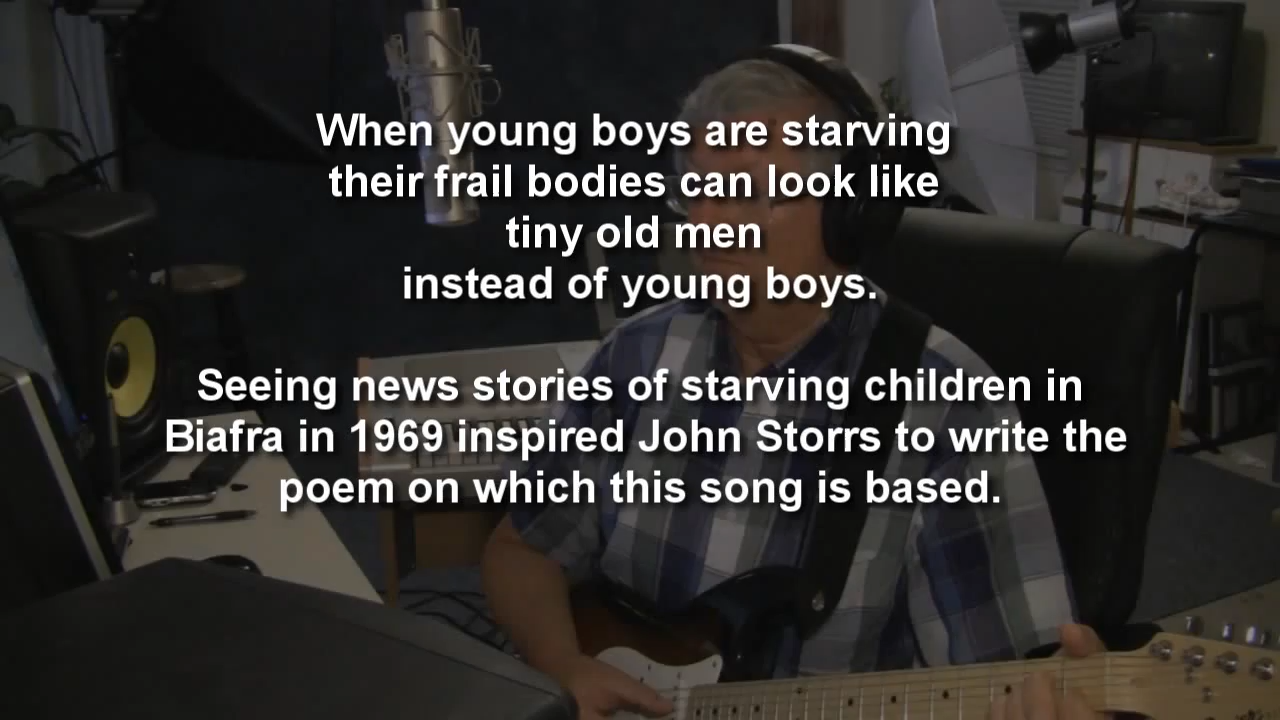 When young boys are starving
their frail bodies can look like
tiny old men
instead of young boys.
Seeing news stories of starving children in
Biafra in 1969 inspired John Storrs to write the
poem on which this song is based.